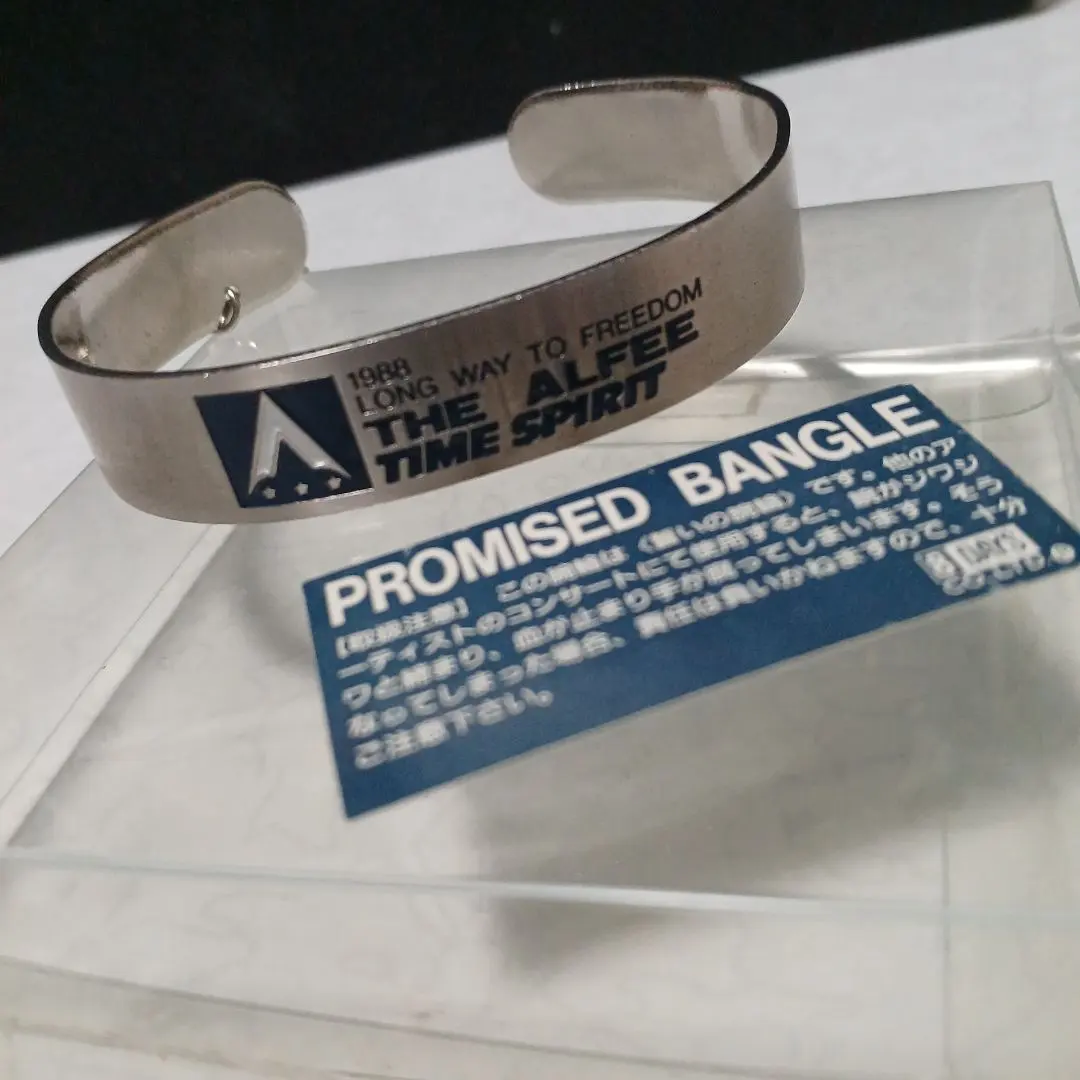 1988
LONG WAY TO FREEDOM
THE ALFEE
TIME SPIRIT
PROMISED BANGLE
【取扱注意】 この腕輪は〈誓いの腕輪〉です。他のア
ーティストのコンサートにて使用すると、腕がジワジ
ワと締まり、血が止まり手が腐ってしまいます。そう
なってしまった場合、責任は負いかねますので、十分
ご注意下さい。
8 DAYS
CO.LTD.